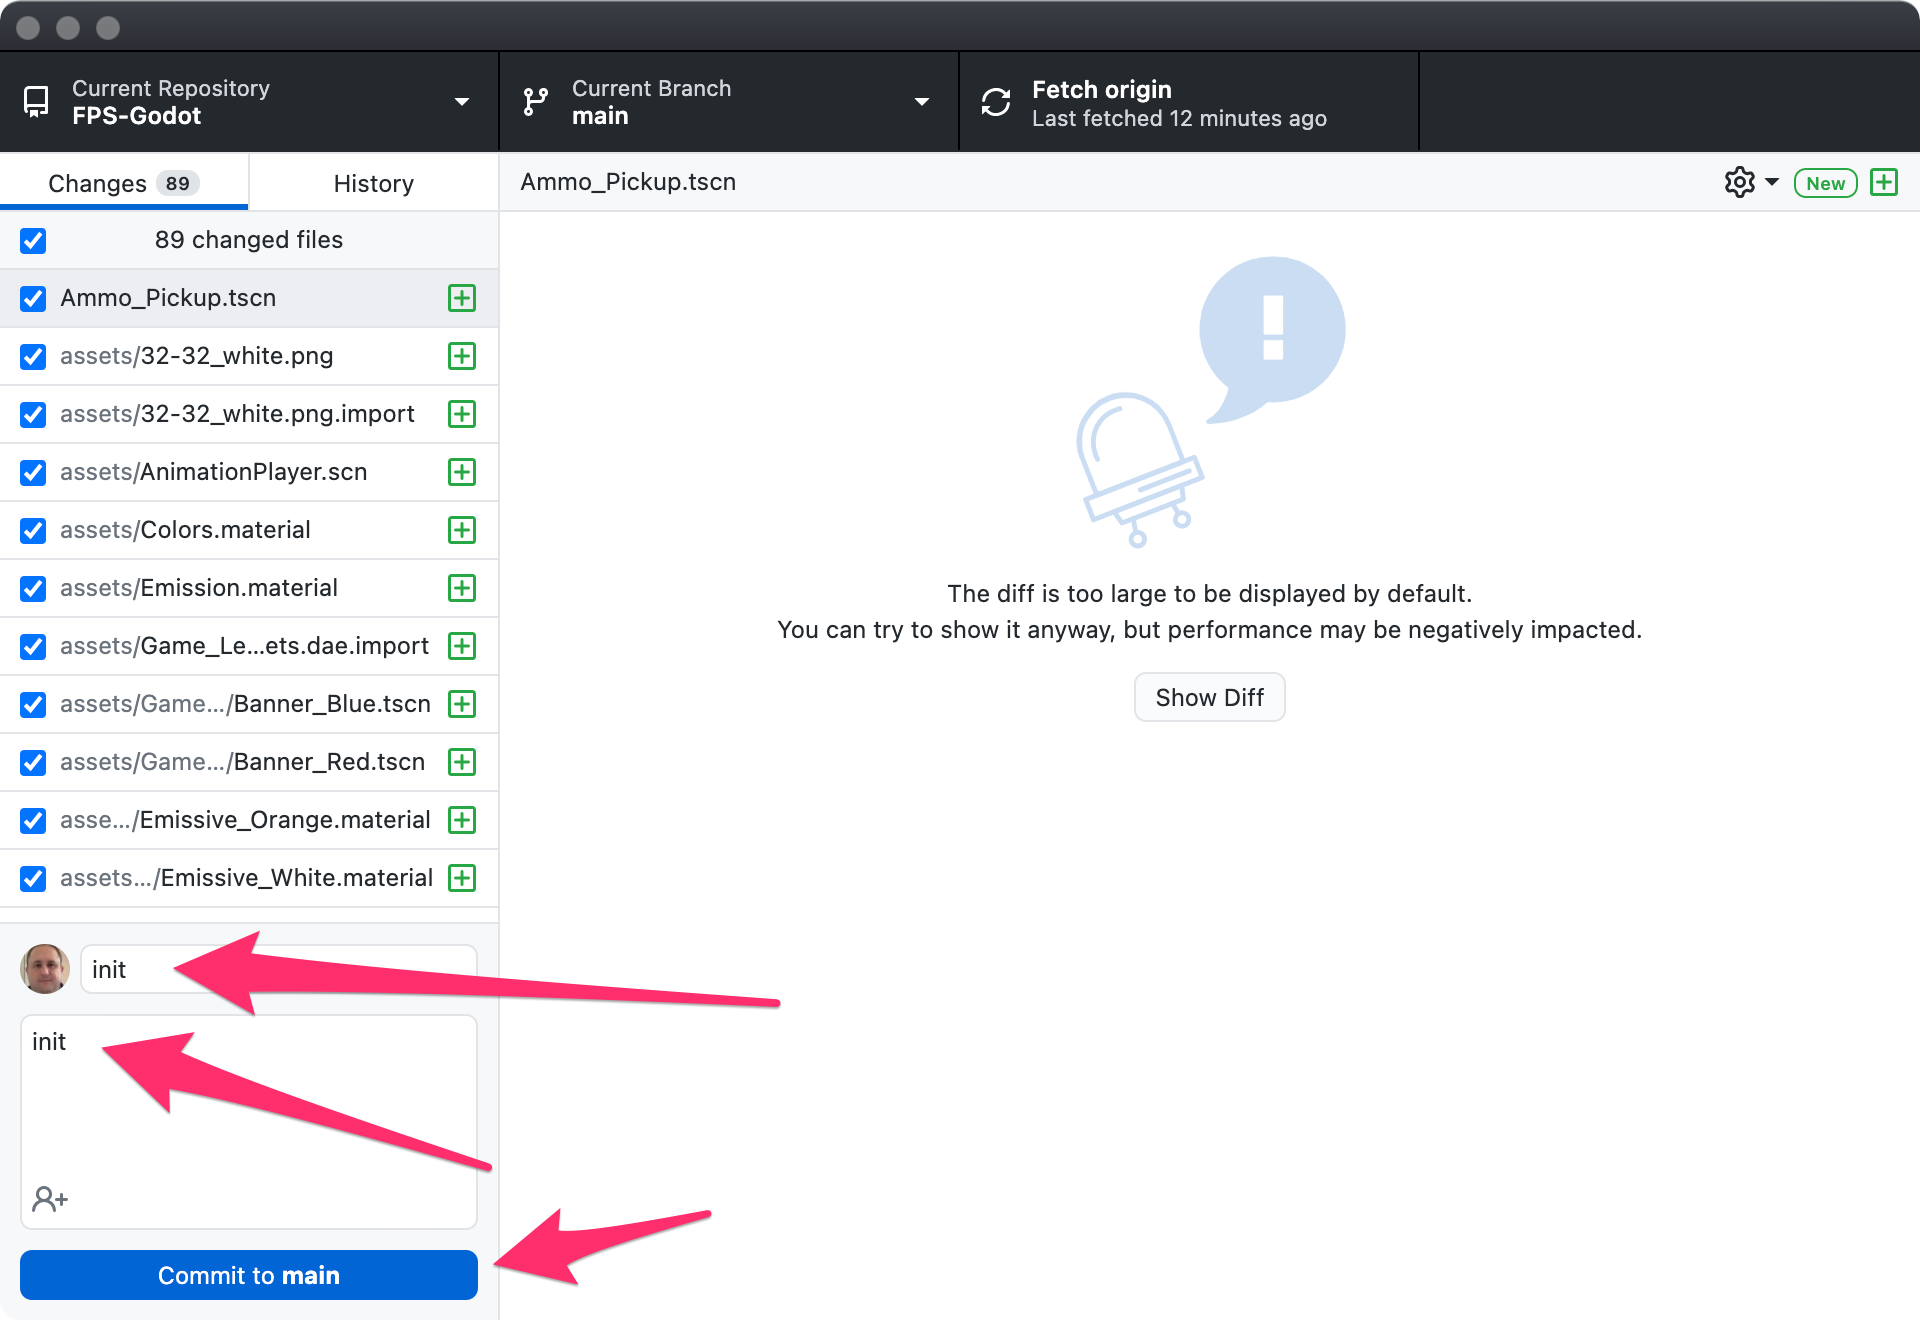 Current Repository
FPS-Godot
Current Branch
main
Fetch origin
Last fetched 12 minutes ago
Changes 89
History
Ammo_Pickup.tscn
New
89 changed files
Ammo_Pickup.tscn
assets/32-32_white.png
assets/32-32_white.png.import
assets/AnimationPlayer.scn
assets/Colors.material
assets/Emission.material
assets/Game_Le...ets.dae.import
assets/Game.../Banner_Blue.tscn
assets/Game.../Banner_Red.tscn
asse.../Emissive_Orange.material
assets.../Emissive_White.material
The diff is too large to be displayed by default.
You can try to show it anyway, but performance may be negatively impacted.
Show Diff
init
init
Commit to main